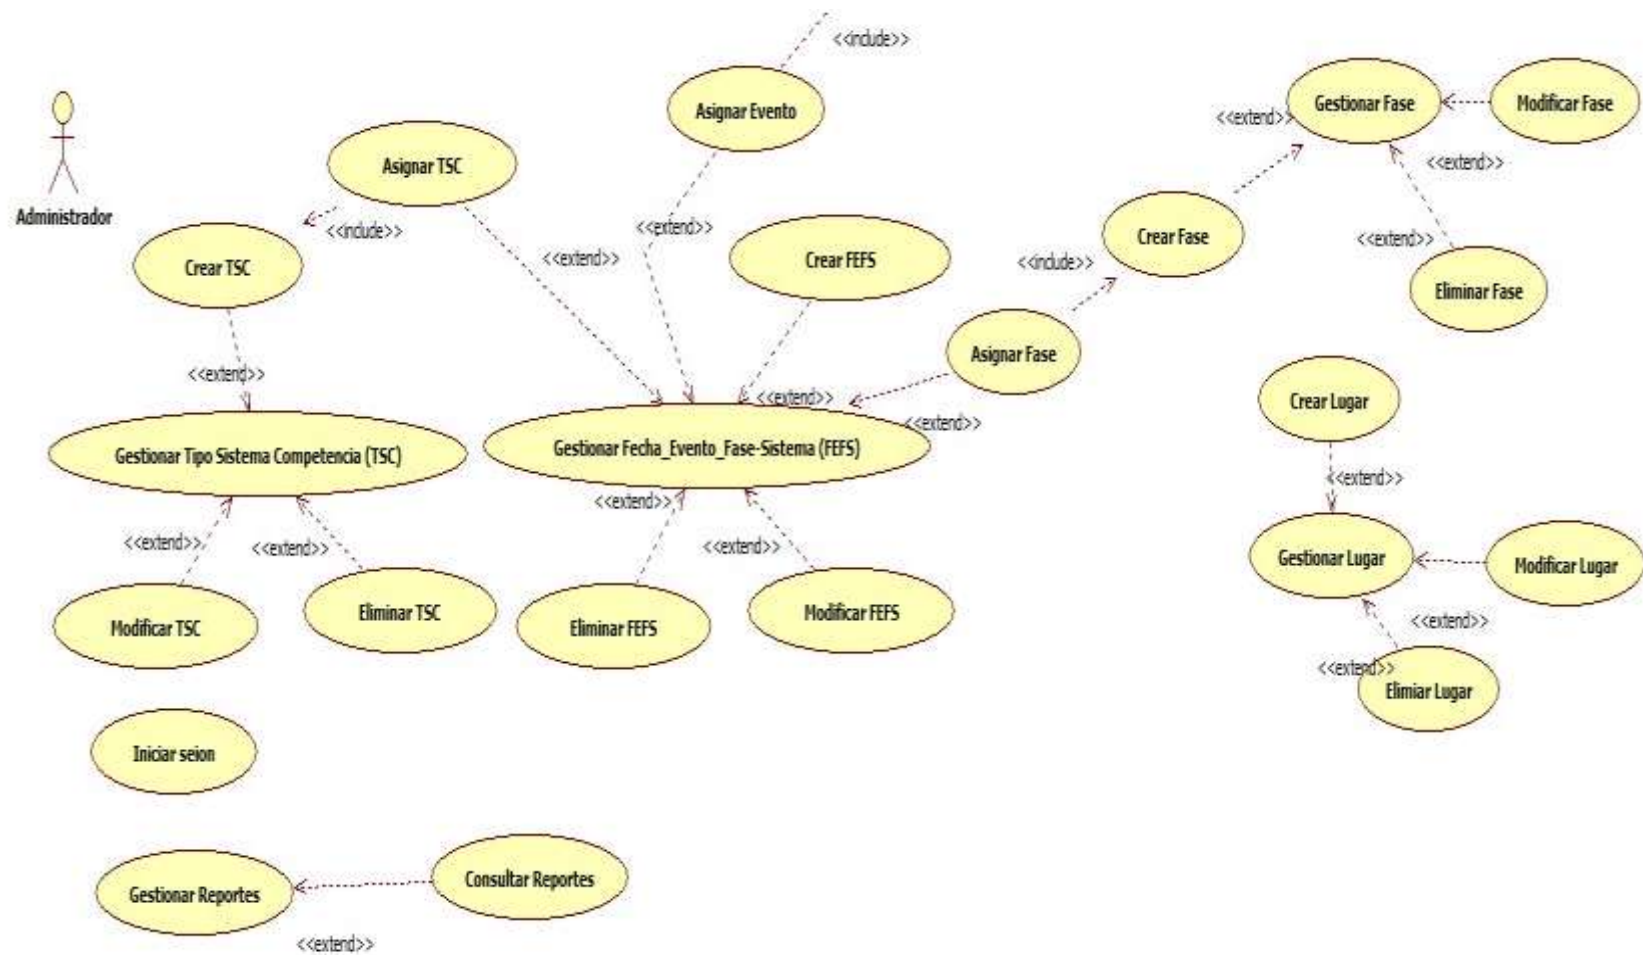 <<include>>
Asignar Evento
Gestionar Fase
Modificar Fase
<<extend>>
<<extend>>
Asignar TSC
Administrador
<<include>>
<<extend>>
Crear Fase
<<extend>>
Crear TSC
<<extend>>
Crear FEFS
<<include>>
Eliminar Fase
Asignar Fase
<<extend>>
<<extend>>
<<extend>>
Crear Lugar
Gestionar Tipo Sistema Competencia (TSC)
Gestionar Fecha_Evento_Fase-Sistema (FEFS)
<<extend>>
<<extend>>
<<extend>>
<<extend>>
<<extend>>
<<extend>>
Gestionar Lugar
Modificar Lugar
Modificar TSC
Eliminar TSC
Eliminar FEFS
Modificar FEFS
<<extend>>
<<extend>>
Elimiar Lugar
Iniciar seion
Gestionar Reportes
Consultar Reportes
<<extend>>